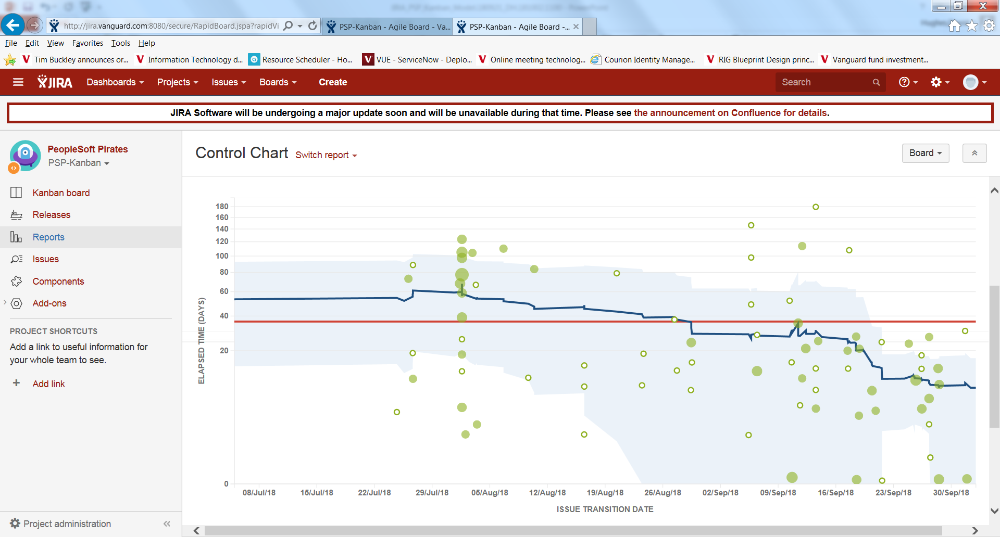 http://jira.vanguard.com:8080/secure/RapidBoard.jspa?rapidVi
PSP-Kanban - Agile Board - Va...
PSP-Kanban - Agile Board -...
File Edit View Favorites Tools Help
Tim Buckley announces or...
Information Technology d...
Resource Scheduler - Ho...
VUE - ServiceNow - Deplo...
Online meeting technolog...
Courion Identity Manage...
RIG Blueprint Design princ...
Vanguard fund investment...
JIRA Dashboards Projects Issues Boards Create Search
JIRA Software will be undergoing a major update soon and will be unavailable during that time. Please see the announcement on Confluence for details.
PeopleSoft Pirates
PSP-Kanban
Kanban board
Releases
Reports
Issues
Components
Add-ons
PROJECT SHORTCUTS
Add a link to useful information for
your whole team to see.
+ Add link
Project administration
Control Chart Switch report
Board
ELAPSED TIME (DAYS)
180
160
140
120
100
80
60
40
20
0
08/Jul/18 15/Jul/18 22/Jul/18 29/Jul/18 05/Aug/18 12/Aug/18 19/Aug/18 26/Aug/18 02/Sep/18 09/Sep/18 16/Sep/18 23/Sep/18 30/Sep/18
ISSUE TRANSITION DATE